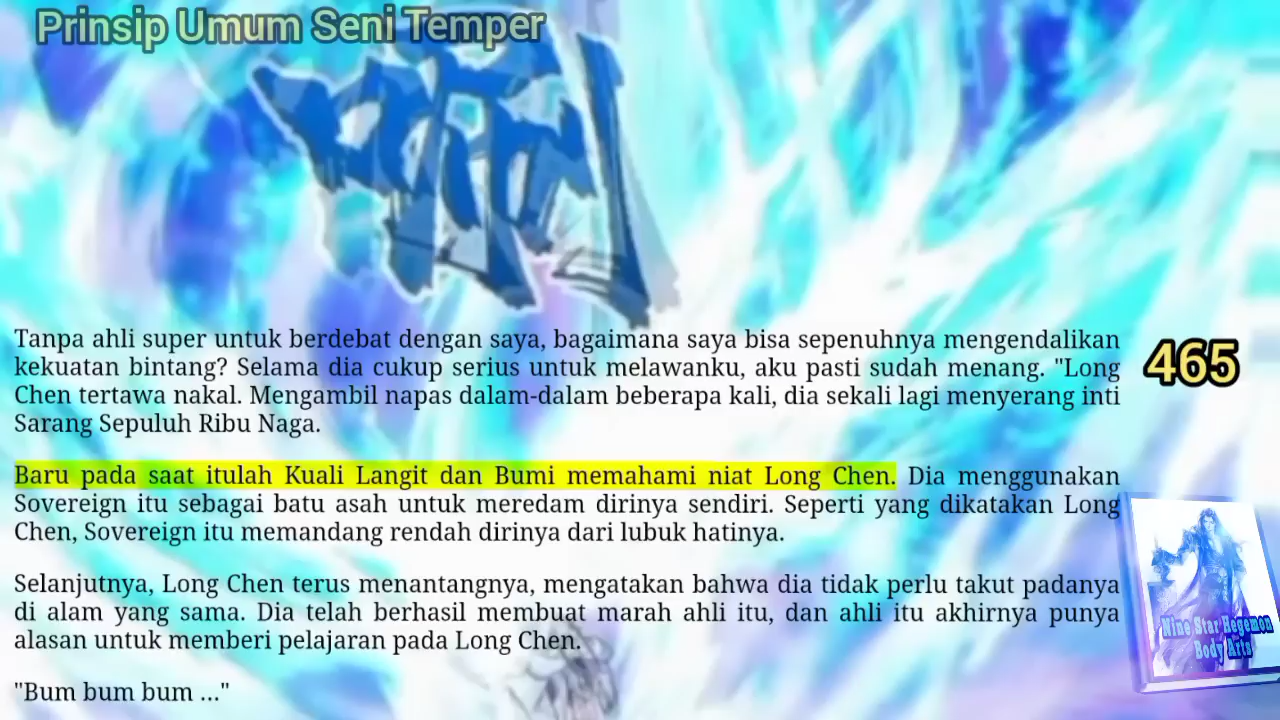 Prinsip Umum Seni Temper
Tanpa ahli super untuk berdebat dengan saya, bagaimana saya bisa sepenuhnya mengendalikan
kekuatan bintang? Selama dia cukup serius untuk melawanku, aku pasti sudah menang. "Long
Chen tertawa nakal. Mengambil napas dalam-dalam beberapa kali, dia sekali lagi menyerang inti
Sarang Sepuluh Ribu Naga.
465
Baru pada saat itulah Kuali Langit dan Bumi memahami niat Long Chen. Dia menggunakan
Sovereign itu sebagai batu asah untuk meredam dirinya sendiri. Seperti yang dikatakan Long
Chen, Sovereign itu memandang rendah dirinya dari lubuk hatinya.
Selanjutnya, Long Chen terus menantangnya, mengatakan bahwa dia tidak perlu takut padanya
di alam yang sama. Dia telah berhasil membuat marah ahli itu, dan ahli itu akhirnya punya
alasan untuk memberi pelajaran pada Long Chen.
"Bum bum bum ..."
Nine Star Hegemon
Body Arts